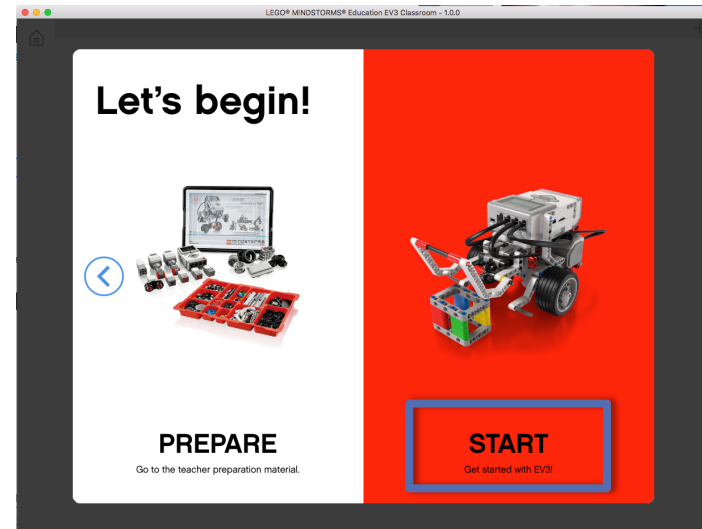 LEGO® MINDSTORMS® Education EV3 Classroom - 1.0.0
Let's begin!
PREPARE
Go to the teacher preparation material.
START
Get started with EV3!